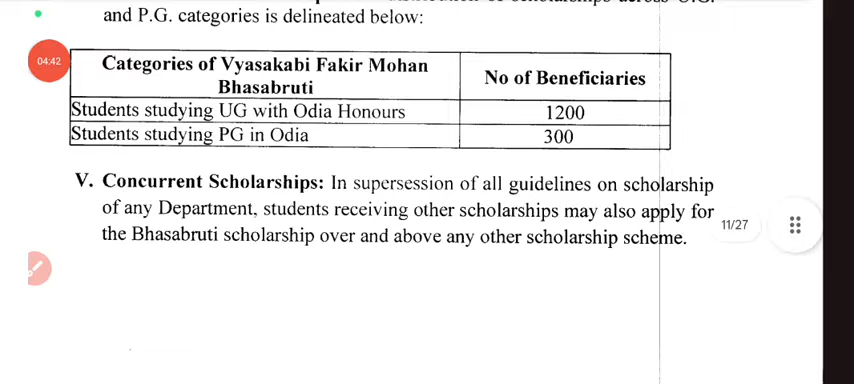 and P.G. categories is delineated below:
04:42
Categories of Vyasakabi Fakir Mohan
Bhasabruti
No of Beneficiaries
Students studying UG with Odia Honours
1200
Students studying PG in Odia
300
V. Concurrent Scholarships: In supersession of all guidelines on scholarship
of any Department, students receiving other scholarships may also apply for
the Bhasabruti scholarship over and above any other scholarship scheme.
11/27